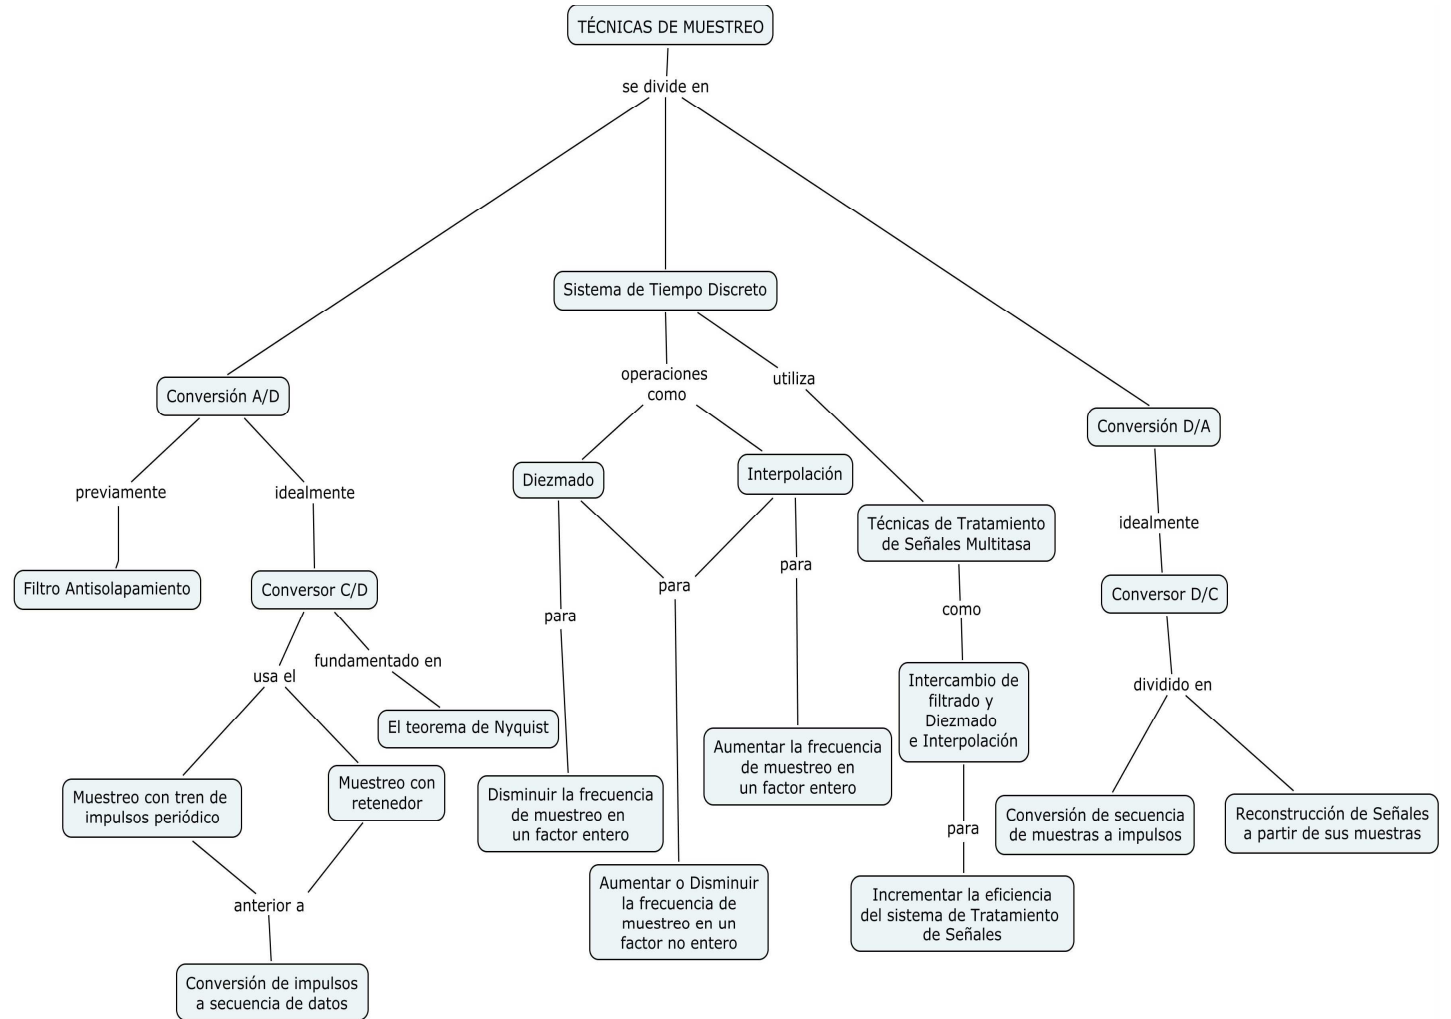 TÉCNICAS DE MUESTREO
se divide en
Sistema de Tiempo Discreto
operaciones
como
utiliza
Conversión A/D
Conversión D/A
previamente
idealmente
Diezmado
Interpolación
Técnicas de Tratamiento
de Señales Multitasa
idealmente
Filtro Antisolapamiento
Conversor C/D
para
para
para
como
Conversor D/C
usa el
fundamentado en
El teorema de Nyquist
Intercambio de
filtrado y
Diezmado
e Interpolación
dividido en
Muestreo con tren de
impulsos periódico
Muestreo con
retenedor
Disminuir la frecuencia
de muestreo en
un factor entero
Aumentar la frecuencia
de muestreo en
un factor entero
para
Conversión de secuencia
de muestras a impulsos
Reconstrucción de Señales
a partir de sus muestras
anterior a
Aumentar o Disminuir
la frecuencia de
muestreo en un
factor no entero
Incrementar la eficiencia
del sistema de Tratamiento
de Señales
Conversión de impulsos
a secuencia de datos